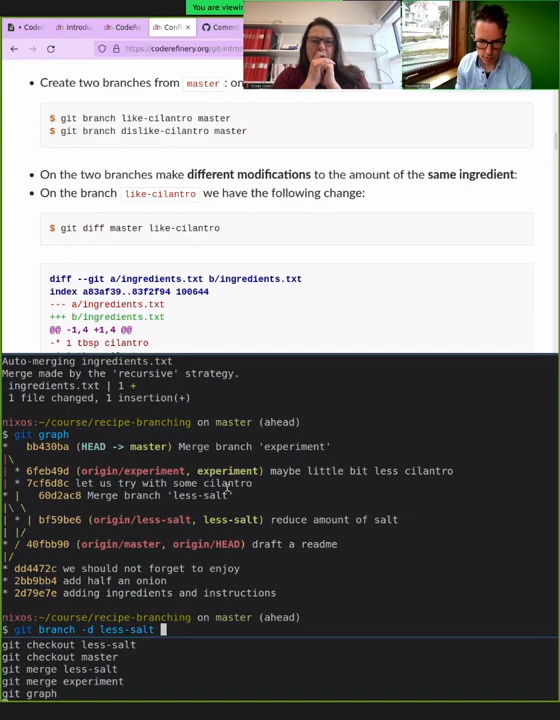 You are viewing
• CodeF
Introdu
CodeRe
Confli
Commit
https://coderefinery.org/git-intro/
• Create two branches from master : on
$ git branch like-cilantro master
$ git branch dislike-cilantro master
• On the two branches make different modifications to the amount of the same ingredient:
• On the branch like-cilantro we have the following change:
$ git diff master like-cilantro
diff --git a/ingredients.txt b/ingredients.txt
index a83af39..83f2f94 100644
--- a/ingredients.txt
+++ b/ingredients.txt
@@ -1,4 +1,4 @@
-* 1 tbsp cilantro
Auto-merging ingredients.txt
Merge made by the 'recursive' strategy.
 ingredients.txt | 1 +
 1 file changed, 1 insertion(+)
nixos:~/course/recipe-branching on master (ahead)
$ git graph
*   bb430ba (HEAD -> master) Merge branch 'experiment'
|\
| * 6feb49d (origin/experiment, experiment) maybe little bit less cilantro
| * 7cf6d8c let us try with some cilantro
* |   60d2ac8 Merge branch 'less-salt'
|\ \
| * | bf59be6 (origin/less-salt, less-salt) reduce amount of salt
| |/
* / 40fbb90 (origin/master, origin/HEAD) draft a readme
|/
* dd4472c we should not forget to enjoy
* 2bb9bb4 add half an onion
* 2d79e7e adding ingredients and instructions
nixos:~/course/recipe-branching on master (ahead)
$ git branch -d less-salt
git checkout less-salt
git checkout master
git merge less-salt
git merge experiment
git graph